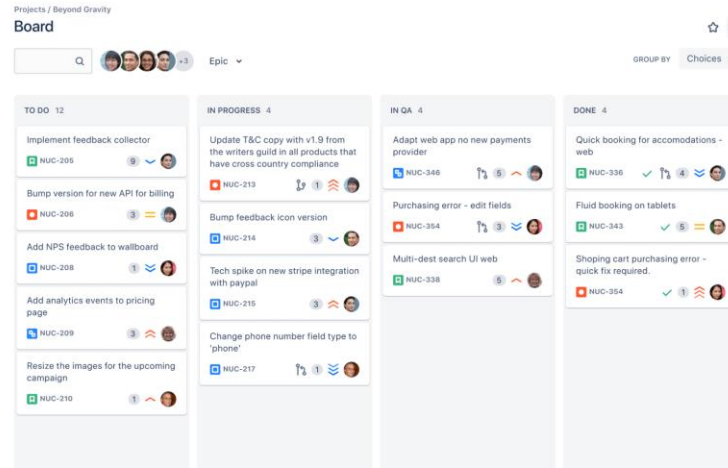 Projects / Beyond Gravity
Board
+3
Epic
GROUP BY
Choices
TO DO 12
Implement feedback collector
NUC-205
9
Bump version for new API for billing
NUC-206
3
Add NPS feedback to wallboard
NUC-208
1
Add analytics events to pricing
page
NUC-209
3
Resize the images for the upcoming
campaign
NUC-210
1
IN PROGRESS 4
Update T&C copy with v1.9 from
the writers guild in all products that
have cross country compliance
NUC-213
1
Bump feedback icon version
NUC-214
3
Tech spike on new stripe integration
with paypal
NUC-215
3
Change phone number field type to
'phone'
NUC-217
1
IN QA 4
Adapt web app no new payments
provider
NUC-346
5
Purchasing error - edit fields
NUC-354
3
Multi-dest search UI web
NUC-338
5
DONE 4
Quick booking for accomodations -
web
NUC-336
4
Fluid booking on tablets
NUC-343
5
Shoping cart purchasing error -
quick fix required.
NUC-354
1